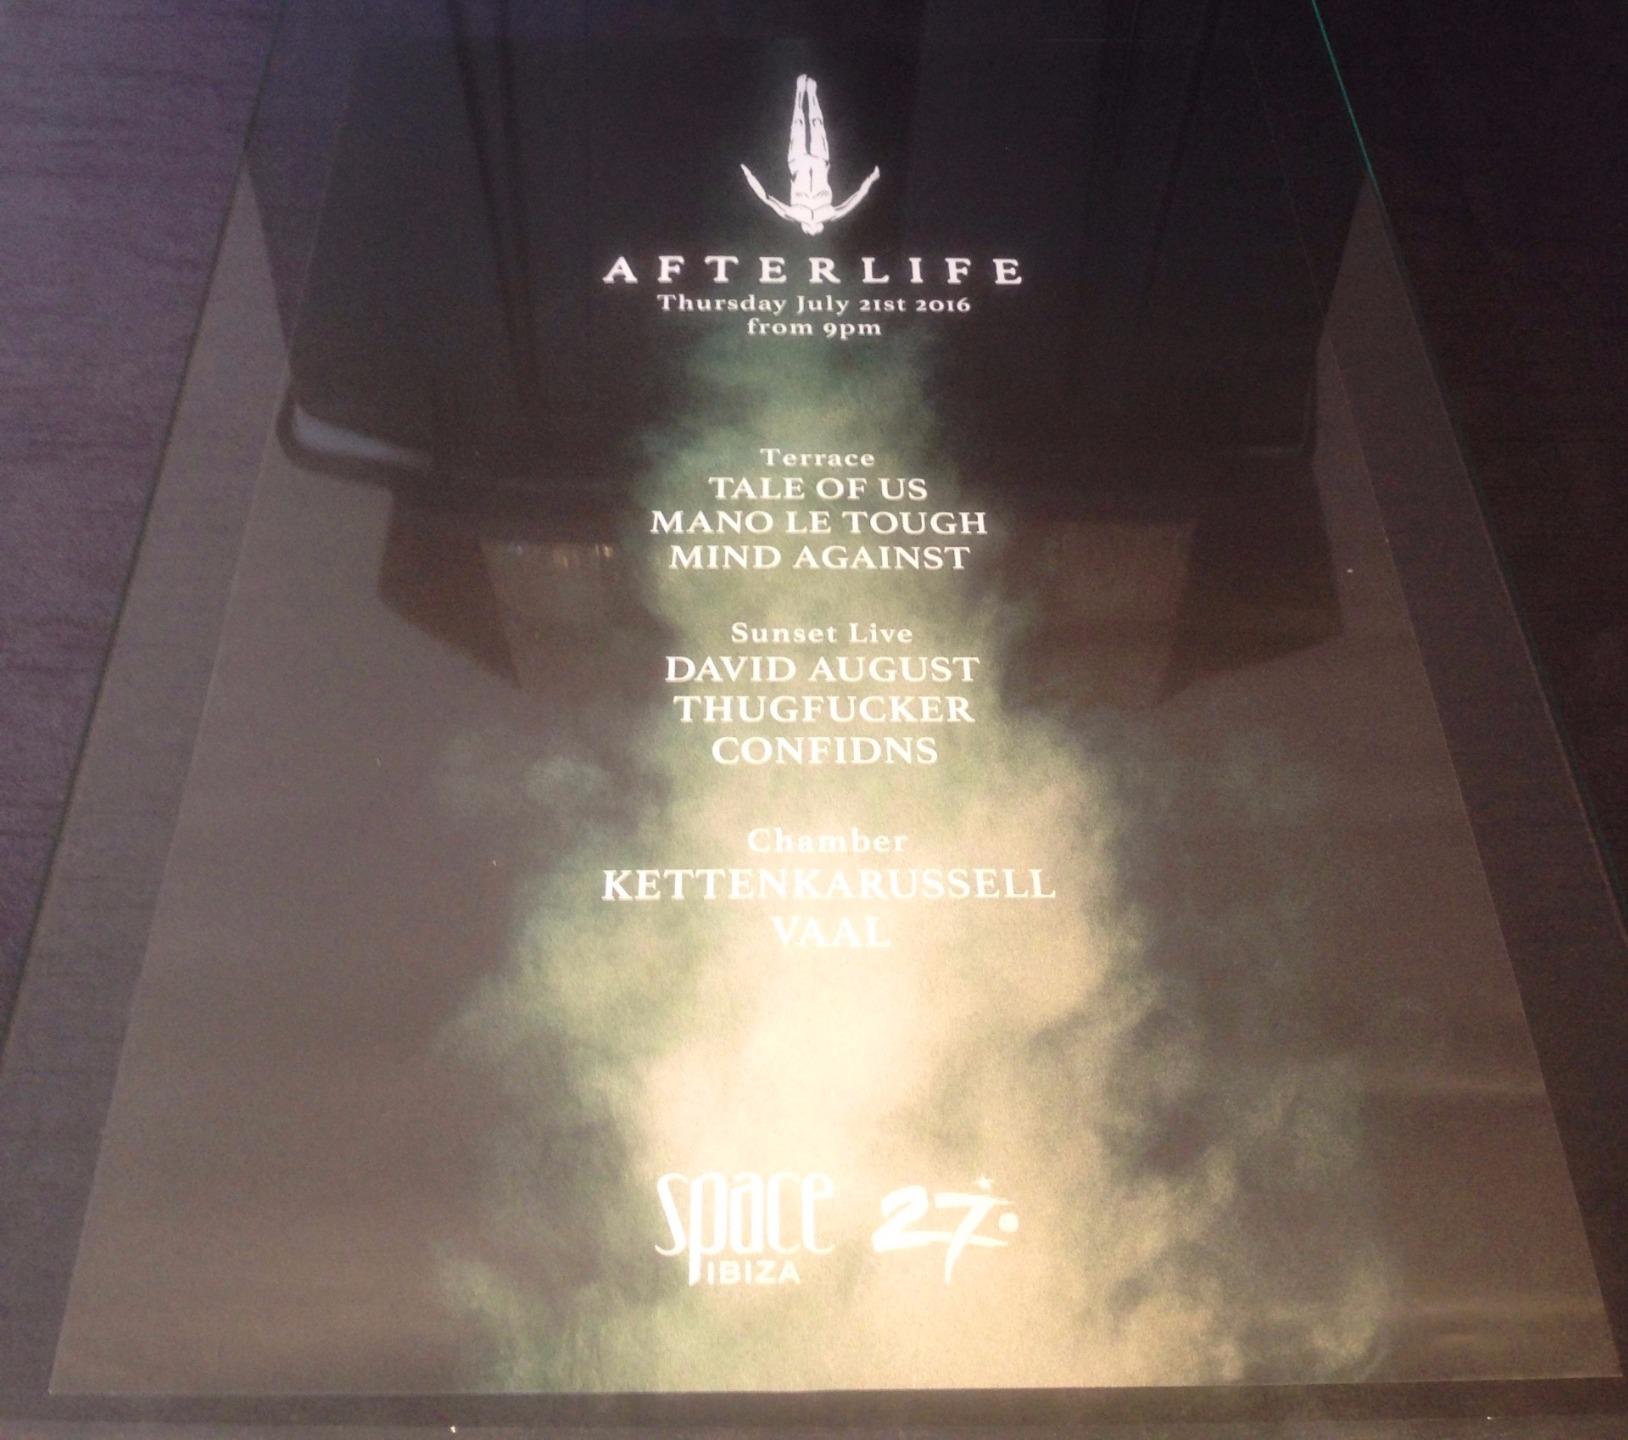 AFTERLIFE
Thursday July 21st 2016
from 9pm
Terrace
TALE OF US
MANO LE TOUGH
MIND AGAINST
Sunset Live
DAVID AUGUST
THUGFUCKER
CONFIDNS
Chamber
KETTENKARUSSELL
VAAL
space 27
IBIZA